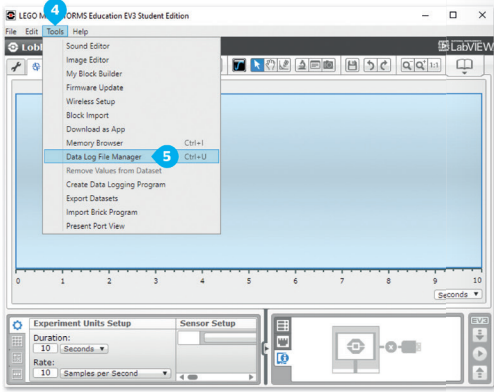 LEGO M ORMS Education EV3 Student Edition
4
File Edit Tools Help
Lobb
LabVIEW
Sound Editor
Image Editor
My Block Builder
Firmware Update
Wireless Setup
Block Import
Download as App
Memory Browser Ctrl+I
Data Log File Manager 5 Ctrl+U
Remove Values from Dataset
Create Data Logging Program
Export Datasets
Import Brick Program
Present Port View
1:1
0 1 2 3 4 5 6 7 8 9 10
Seconds
Experiment Units Setup Sensor Setup
Duration:
10 Seconds
Rate:
10 Samples per Second
EV3